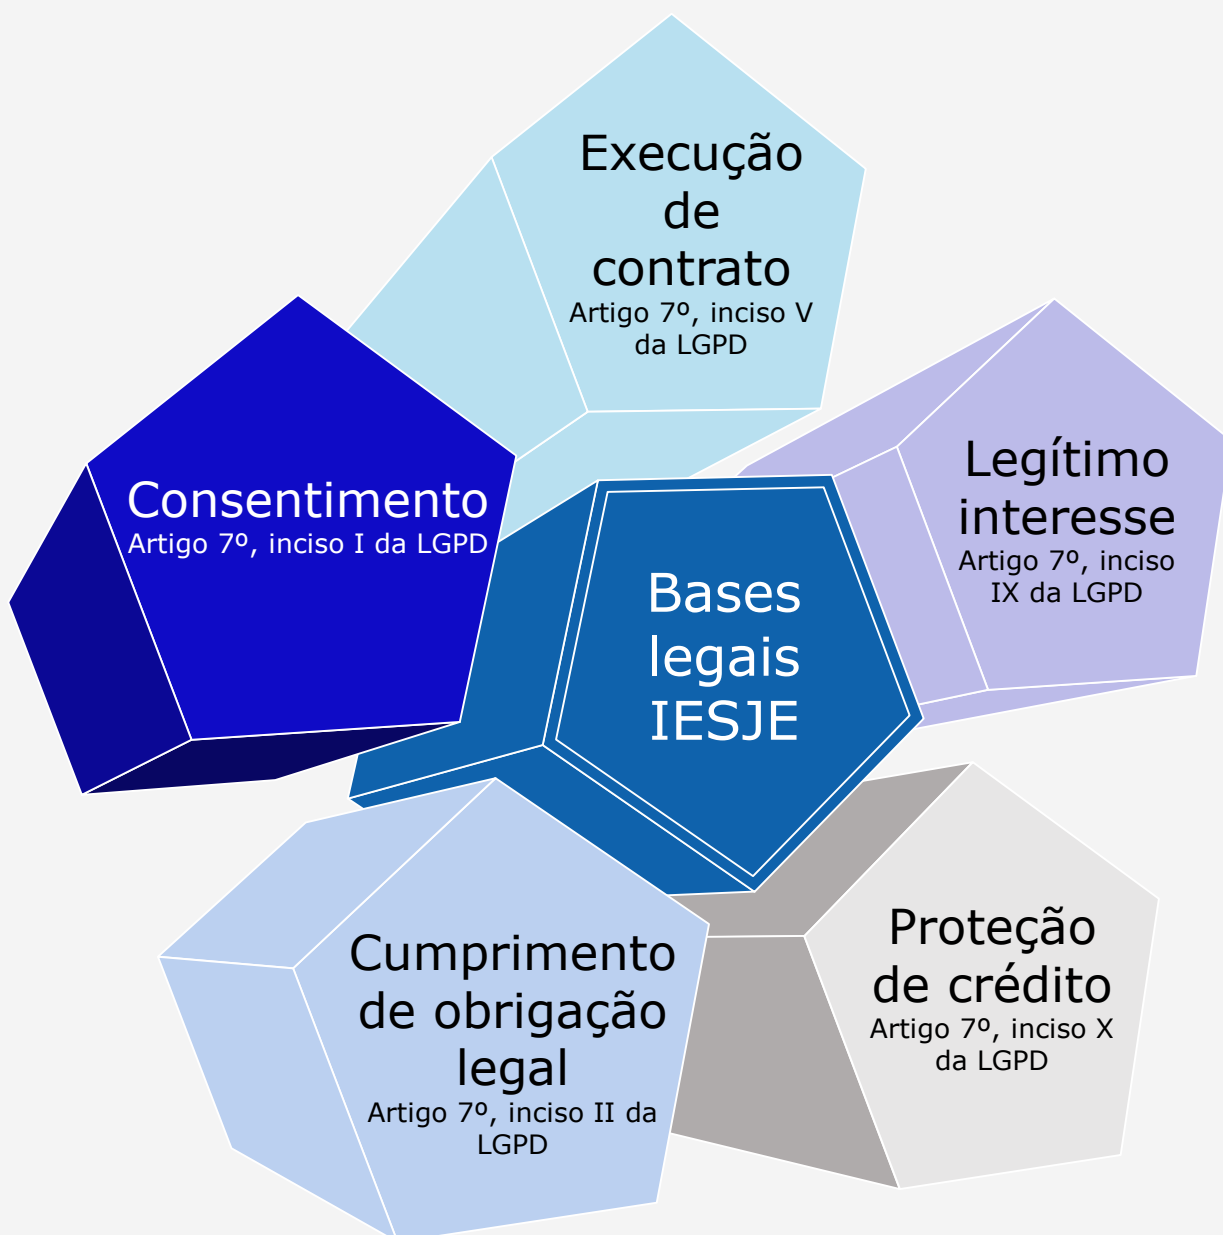 Execução
de
contrato
Artigo 7º, inciso V
da LGPD
Consentimento
Artigo 7º, inciso I da LGPD
Legítimo
interesse
Artigo 7º, inciso
IX da LGPD
Bases
legais
IESJE
Cumprimento
de obrigação
legal
Artigo 7º, inciso II da
LGPD
Proteção
de crédito
Artigo 7º, inciso X
da LGPD